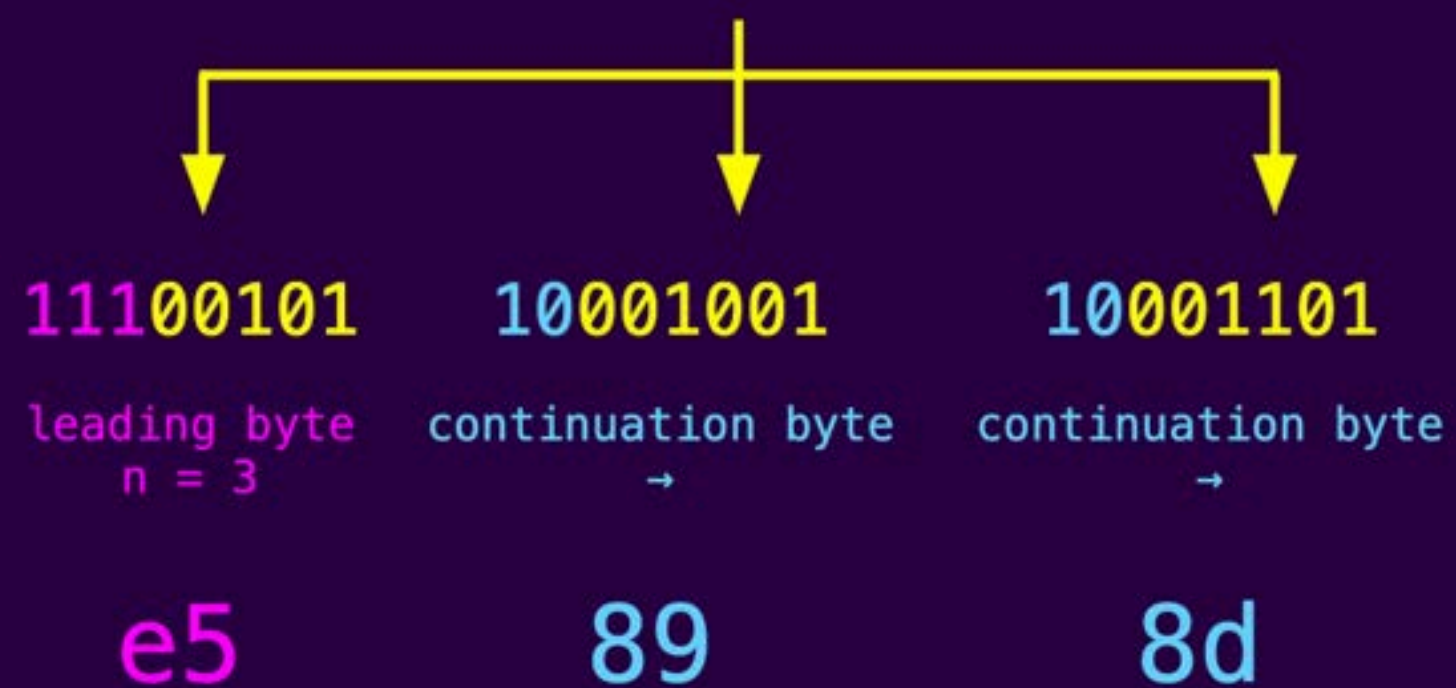 11100101 10001001 10001101
leading byte continuation byte continuation byte
n = 3 → →
e5 89 8d